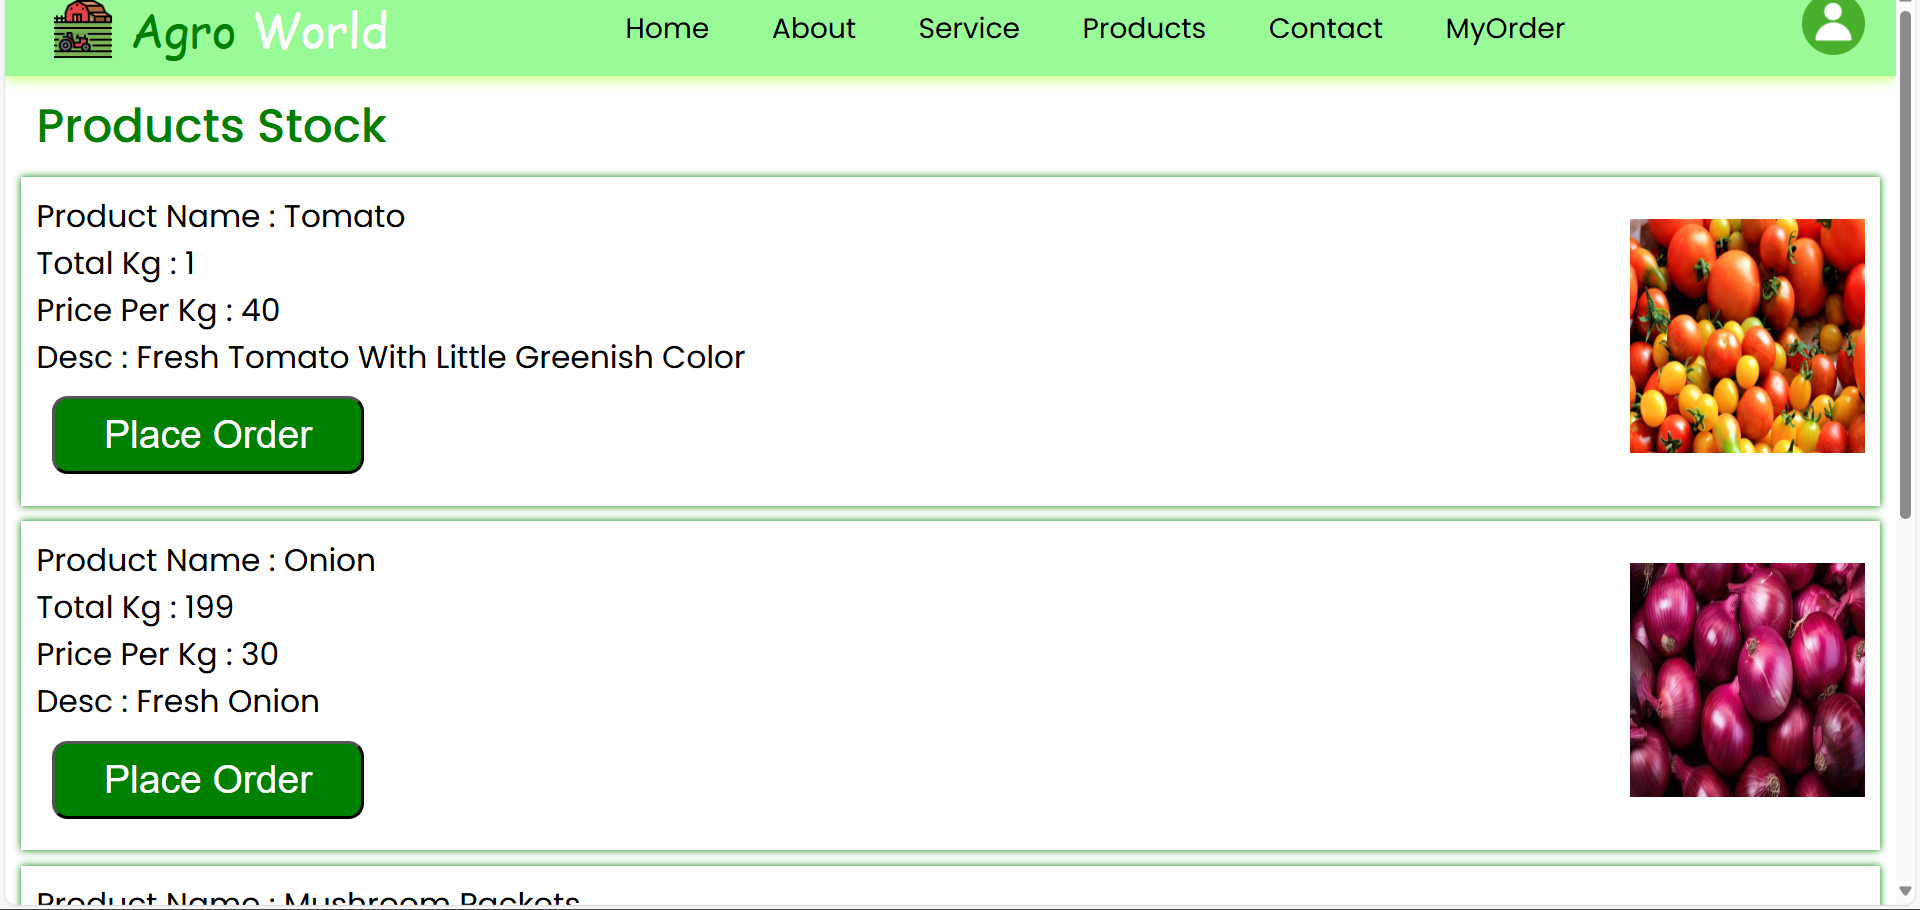 Agro World
Home About Service Products Contact MyOrder
Products Stock
Product Name : Tomato
Total Kg : 1
Price Per Kg : 40
Desc : Fresh Tomato With Little Greenish Color
Place Order
Product Name : Onion
Total Kg : 199
Price Per Kg : 30
Desc : Fresh Onion
Place Order
Product Name : Mushroom Packets